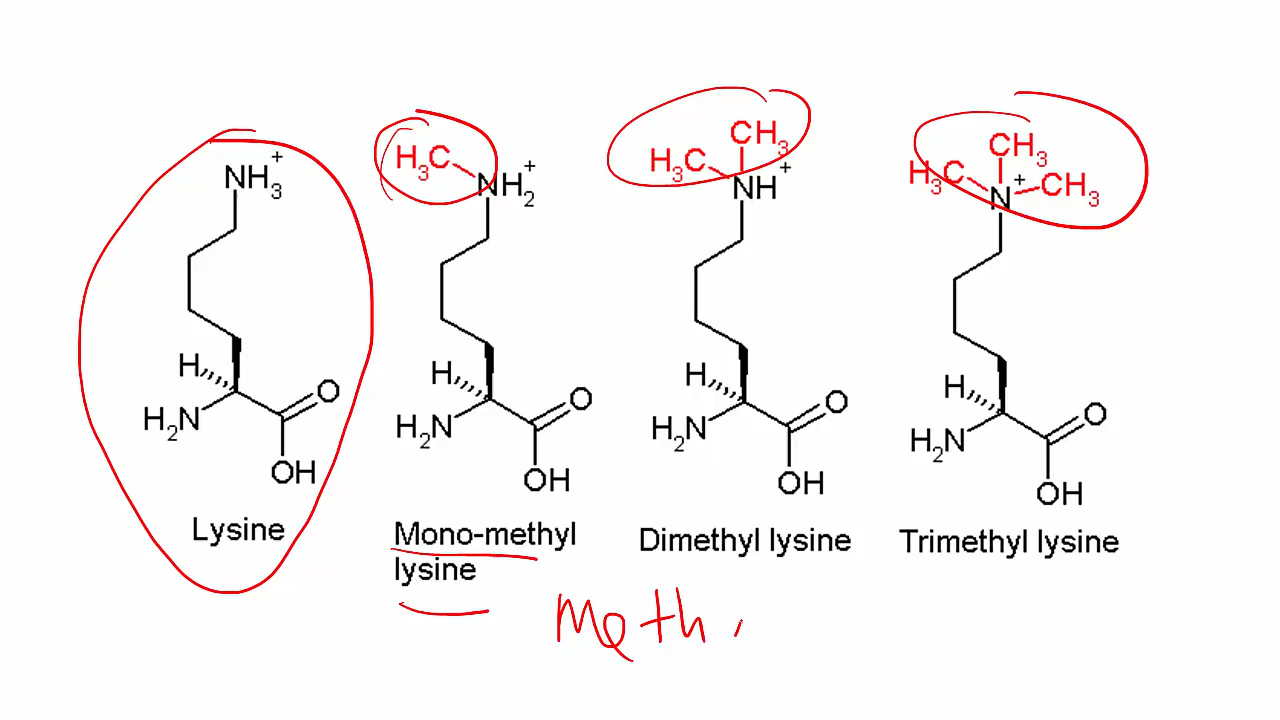 NH3+
H3C NH2+
H3C CH3 NH+
H3C CH3 CH3 N+
H H2N O OH
H H2N O OH
H H2N O OH
H H2N O OH
Lysine
Mono-methyl
lysine
Dimethyl lysine
Trimethyl lysine
Meth